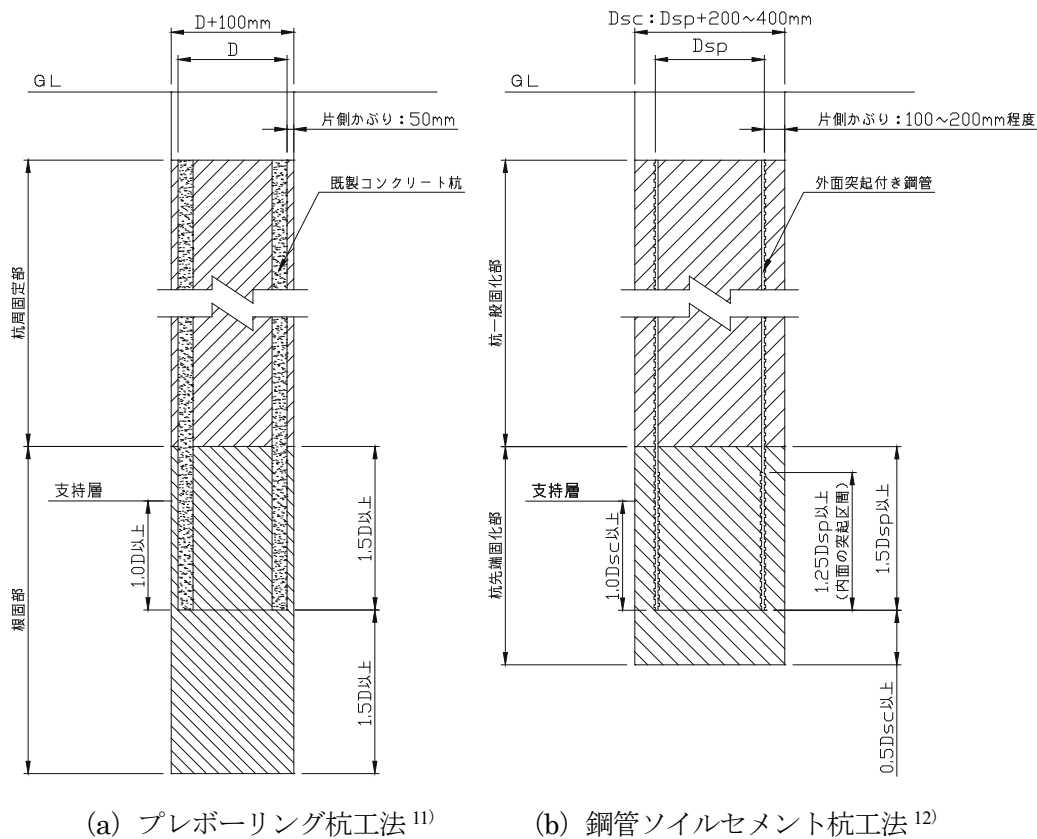 D+100mm
D
GL
片側かぶり：50mm
既製コンクリート杭
杭周固定部
支持層
1.0D以上
1.5D以上
根固部
1.5D以上
(a) プレボーリング杭工法 11)
Dsc：Dsp+200～400mm
Dsp
GL
片側かぶり：100～200mm程度
外面突起付き鋼管
杭一般固化部
支持層
1.0Dsc以上
1.25Dsp以上
(内面の突起区間)
1.5Dsp以上
杭先端固化部
0.5Dsc以上
(b) 鋼管ソイルセメント杭工法 12)